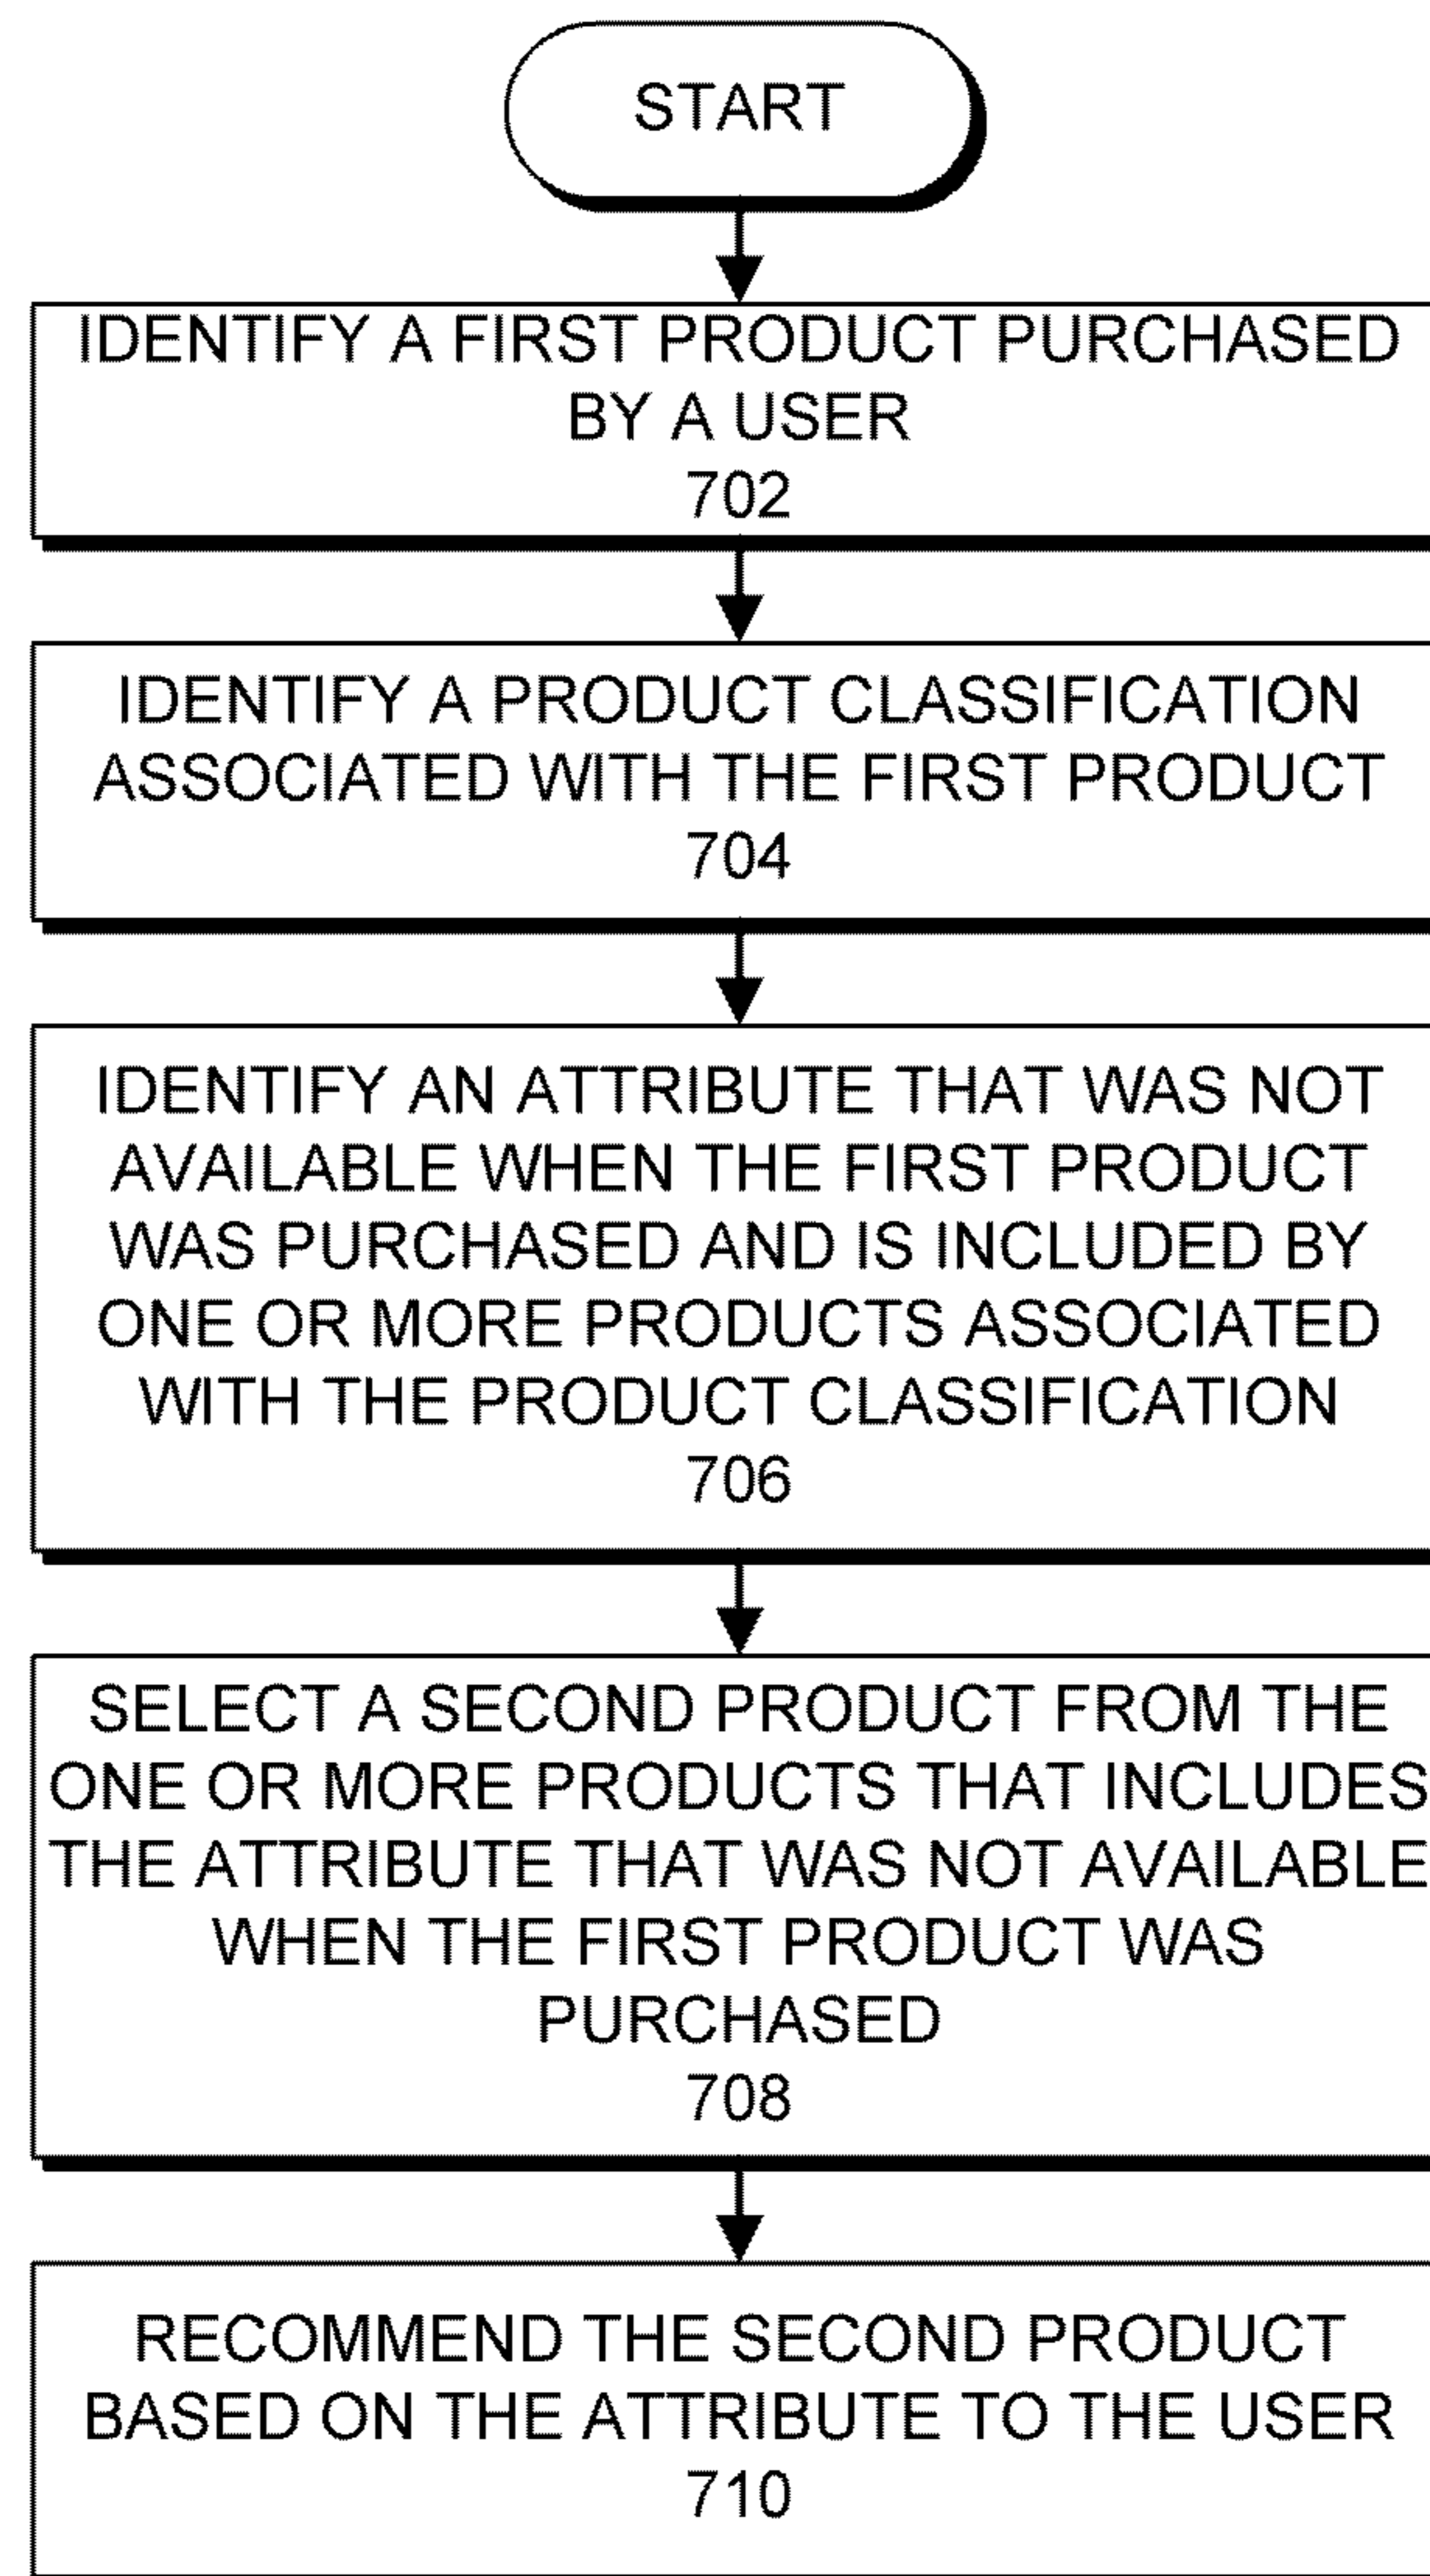 START
IDENTIFY A FIRST PRODUCT PURCHASED
BY A USER
702
IDENTIFY A PRODUCT CLASSIFICATION
ASSOCIATED WITH THE FIRST PRODUCT
704
IDENTIFY AN ATTRIBUTE THAT WAS NOT
AVAILABLE WHEN THE FIRST PRODUCT
WAS PURCHASED AND IS INCLUDED BY
ONE OR MORE PRODUCTS ASSOCIATED
WITH THE PRODUCT CLASSIFICATION
706
SELECT A SECOND PRODUCT FROM THE
ONE OR MORE PRODUCTS THAT INCLUDES
THE ATTRIBUTE THAT WAS NOT AVAILABLE
WHEN THE FIRST PRODUCT WAS
PURCHASED
708
RECOMMEND THE SECOND PRODUCT
BASED ON THE ATTRIBUTE TO THE USER
710